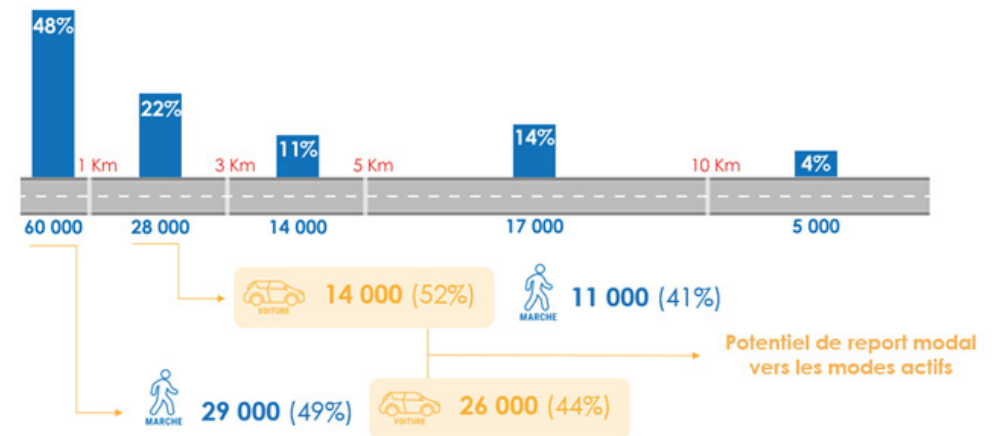 48%
22%
11%
14%
4%
1 Km
3 Km
5 Km
10 Km
60 000
28 000
14 000
17 000
5 000
VOITURE
14 000 (52%)
MARCHE
11 000 (41%)
Potentiel de report modal
vers les modes actifs
MARCHE
29 000 (49%)
VOITURE
26 000 (44%)